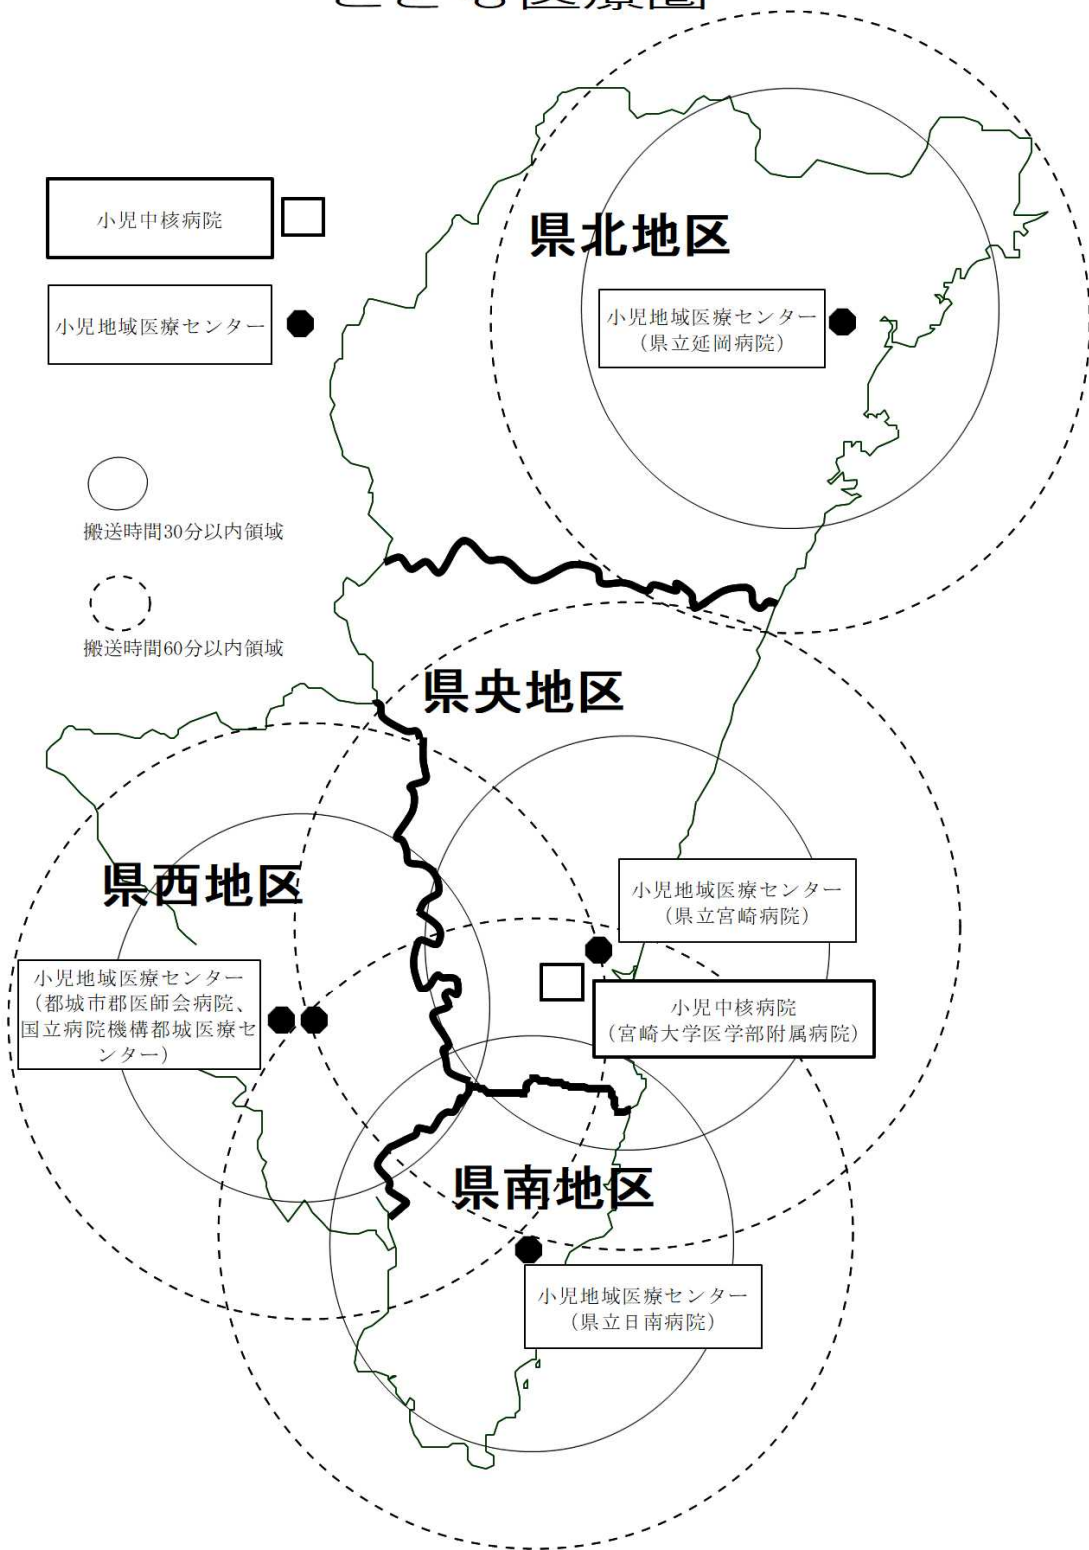 小児中核病院
小児地域医療センター
搬送時間30分以内領域
搬送時間60分以内領域
県北地区
小児地域医療センター
（県立延岡病院）
県央地区
県西地区
小児地域医療センター
（県立宮崎病院）
小児地域医療センター
（都城市郡医師会病院、
国立病院機構都城医療セ
ンター）
小児中核病院
（宮崎大学医学部附属病院）
県南地区
小児地域医療センター
（県立日南病院）